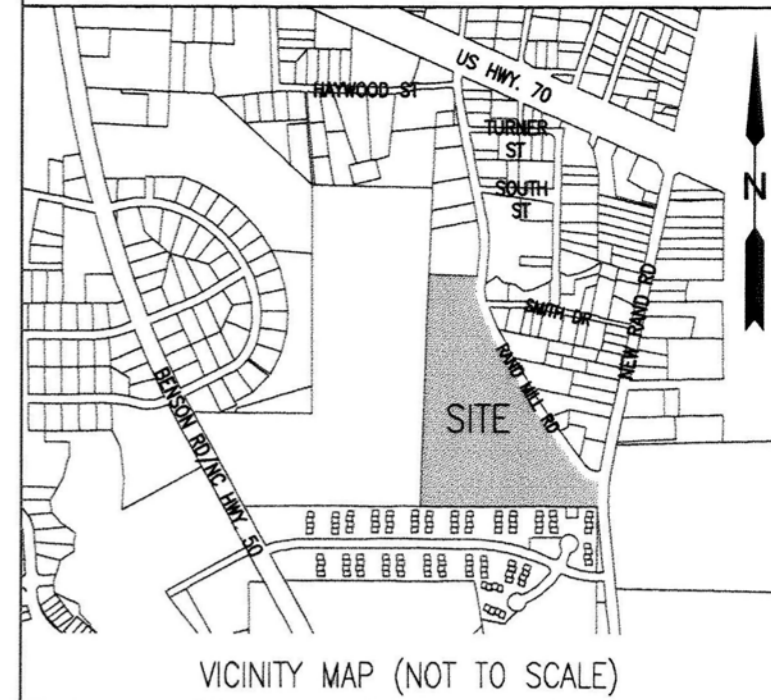 US HWY. 70
HAYWOOD ST
TURNER
ST
SOUTH
ST
N
NEW RAND RD
SMITH DR
RAND MILL RD
BENSON RD/NC HWY. 50
SITE
VICINITY MAP (NOT TO SCALE)